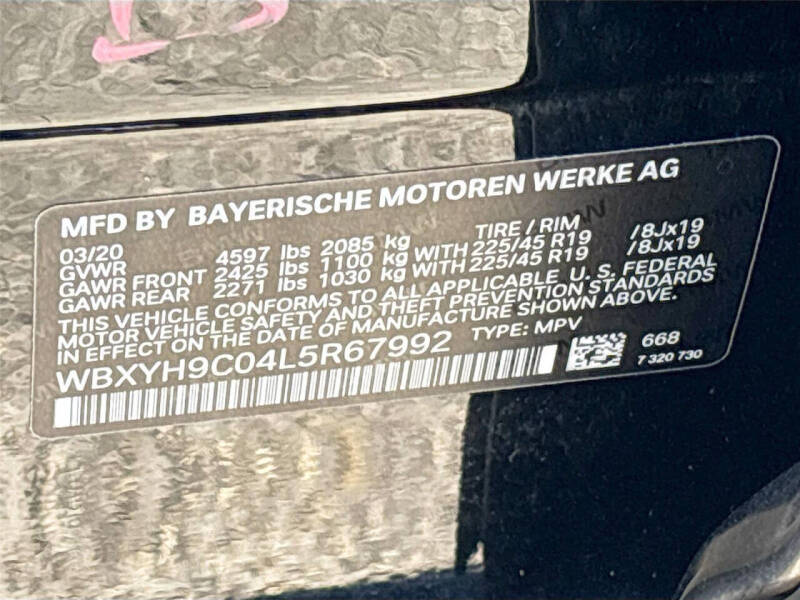 MFD BY BAYERISCHE MOTOREN WERKE AG
03/20 TIRE / RIM
GVWR 4597 lbs 2085 kg
GAWR FRONT 2425 lbs 1100 kg WITH 225/45 R19 /8Jx19
GAWR REAR 2271 lbs 1030 kg WITH 225/45 R19 /8Jx19
THIS VEHICLE CONFORMS TO ALL APPLICABLE U. S. FEDERAL
MOTOR VEHICLE SAFETY AND THEFT PREVENTION STANDARDS
IN EFFECT ON THE DATE OF MANUFACTURE SHOWN ABOVE.
WBXYH9C04L5R67992 TYPE: MPV
668
7 320 730